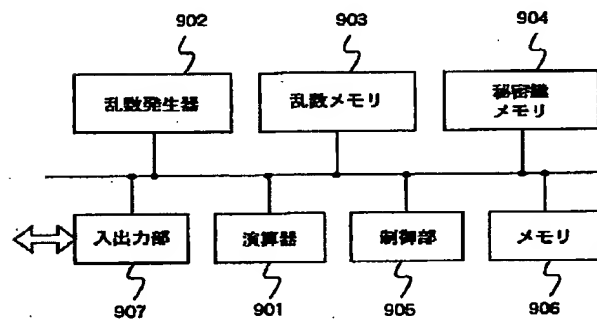 902
903
904
乱数発生器
乱数メモリ
秘密鍵
メモリ
入出力部
演算器
制御部
メモリ
907
901
905
906